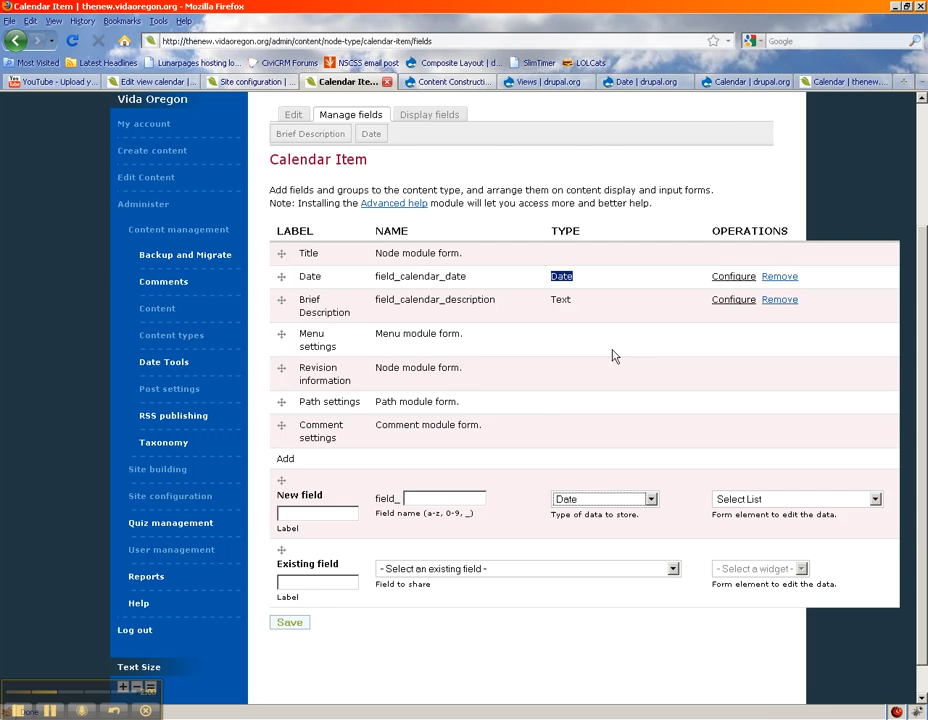 Calendar Item | thenew.vidaoregon.org - Mozilla Firefox
File Edit View History Bookmarks Tools Help
http://thenew.vidaoregon.org/admin/content/node-type/calendar-item/fields
Google
Most Visited Latest Headlines Lunarpages hosting lo... CiviCRM Forums NSCSS email post Composite Layout | d... SlimTimer LOLCats
YouTube - Upload y... Edit view calendar | ... Site configuration | ... Calendar Ite... Content Constructi... Views | drupal.org Date | drupal.org Calendar | drupal.org Calendar | thenew...
Vida Oregon
My account
Create content
Edit Content
Administer
Content management
Backup and Migrate
Comments
Content
Content types
Date Tools
Post settings
RSS publishing
Taxonomy
Site building
Site configuration
Quiz management
User management
Reports
Help
Log out
Text Size
Edit Manage fields Display fields
Brief Description Date
Calendar Item
Add fields and groups to the content type, and arrange them on content display and input forms.
Note: Installing the Advanced help module will let you access more and better help.
LABEL NAME TYPE OPERATIONS
Title Node module form.
Date field_calendar_date Date Configure Remove
Brief field_calendar_description Text Configure Remove
Description
Menu Menu module form.
settings
Revision Node module form.
information
Path settings Path module form.
Comment Comment module form.
settings
Add
New field field_ Date Select List
Field name (a-z, 0-9, _) Type of data to store. Form element to edit the data.
Label
Existing field - Select an existing field - - Select a widget -
Field to share Form element to edit the data.
Label
Save
2:00
Done